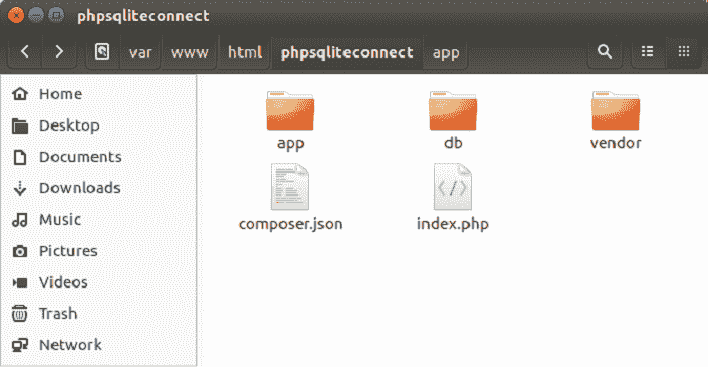 phpsqliteconnect
var www html phpsqliteconnect app
Home
Desktop
Documents
Downloads
Music
Pictures
Videos
Trash
Network
app db vendor
composer.json index.php